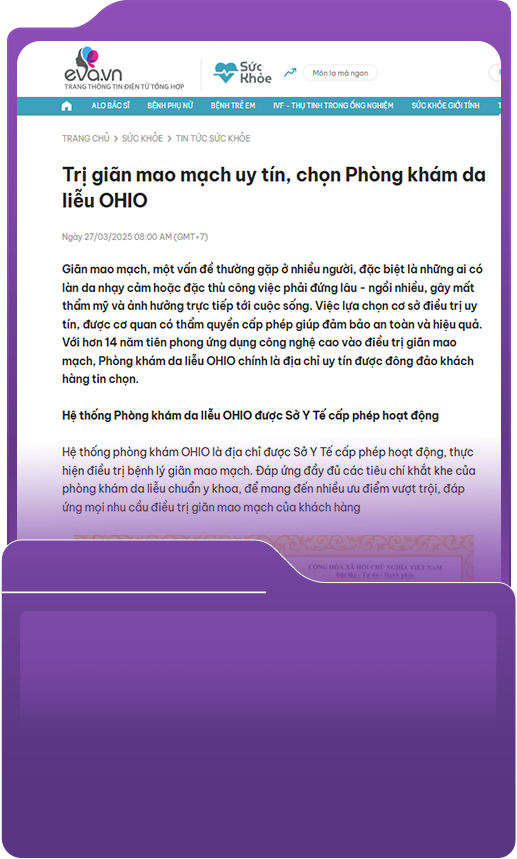 eva.vn
TRANG THÔNG TIN ĐIỆN TỬ TỔNG HỢP
Sức
Khỏe
Món lạ mà ngon
ALO BÁC SĨ BỆNH PHỤ NỮ BỆNH TRẺ EM IVF - THỤ TINH TRONG ỐNG NGHIỆM SỨC KHỎE GIỚI TÍNH
TRANG CHỦ > SỨC KHỎE > TIN TỨC SỨC KHỎE
Trị giãn mao mạch uy tín, chọn Phòng khám da
liễu OHIO
Ngày 27/03/2025 08:00 AM (GMT+7)
Giãn mao mạch, một vấn đề thường gặp ở nhiều người, đặc biệt là những ai có
làn da nhạy cảm hoặc đặc thù công việc phải đứng lâu - ngồi nhiều, gây mất
thẩm mỹ và ảnh hưởng trực tiếp tới cuộc sống. Việc lựa chọn cơ sở điều trị uy
tín, được cơ quan có thẩm quyền cấp phép giúp đảm bảo an toàn và hiệu quả.
Với hơn 14 năm tiên phong ứng dụng công nghệ cao vào điều trị giãn mao
mạch, Phòng khám da liễu OHIO chính là địa chỉ uy tín được đông đảo khách
hàng tin chọn.
Hệ thống Phòng khám da liễu OHIO được Sở Y Tế cấp phép hoạt động
Hệ thống phòng khám OHIO là địa chỉ được Sở Y Tế cấp phép hoạt động, thực
hiện điều trị bệnh lý giãn mao mạch. Đáp ứng đầy đủ các tiêu chí khắt khe của
phòng khám da liễu chuẩn y khoa, để mang đến nhiều ưu điểm vượt trội, đáp
ứng mọi nhu cầu điều trị giãn mao mạch của khách hàng
CỘNG HÒA XÃ HỘI CHỦ NGHĨA VIỆT NAM
Độc lập - Tự do - Hạnh phúc